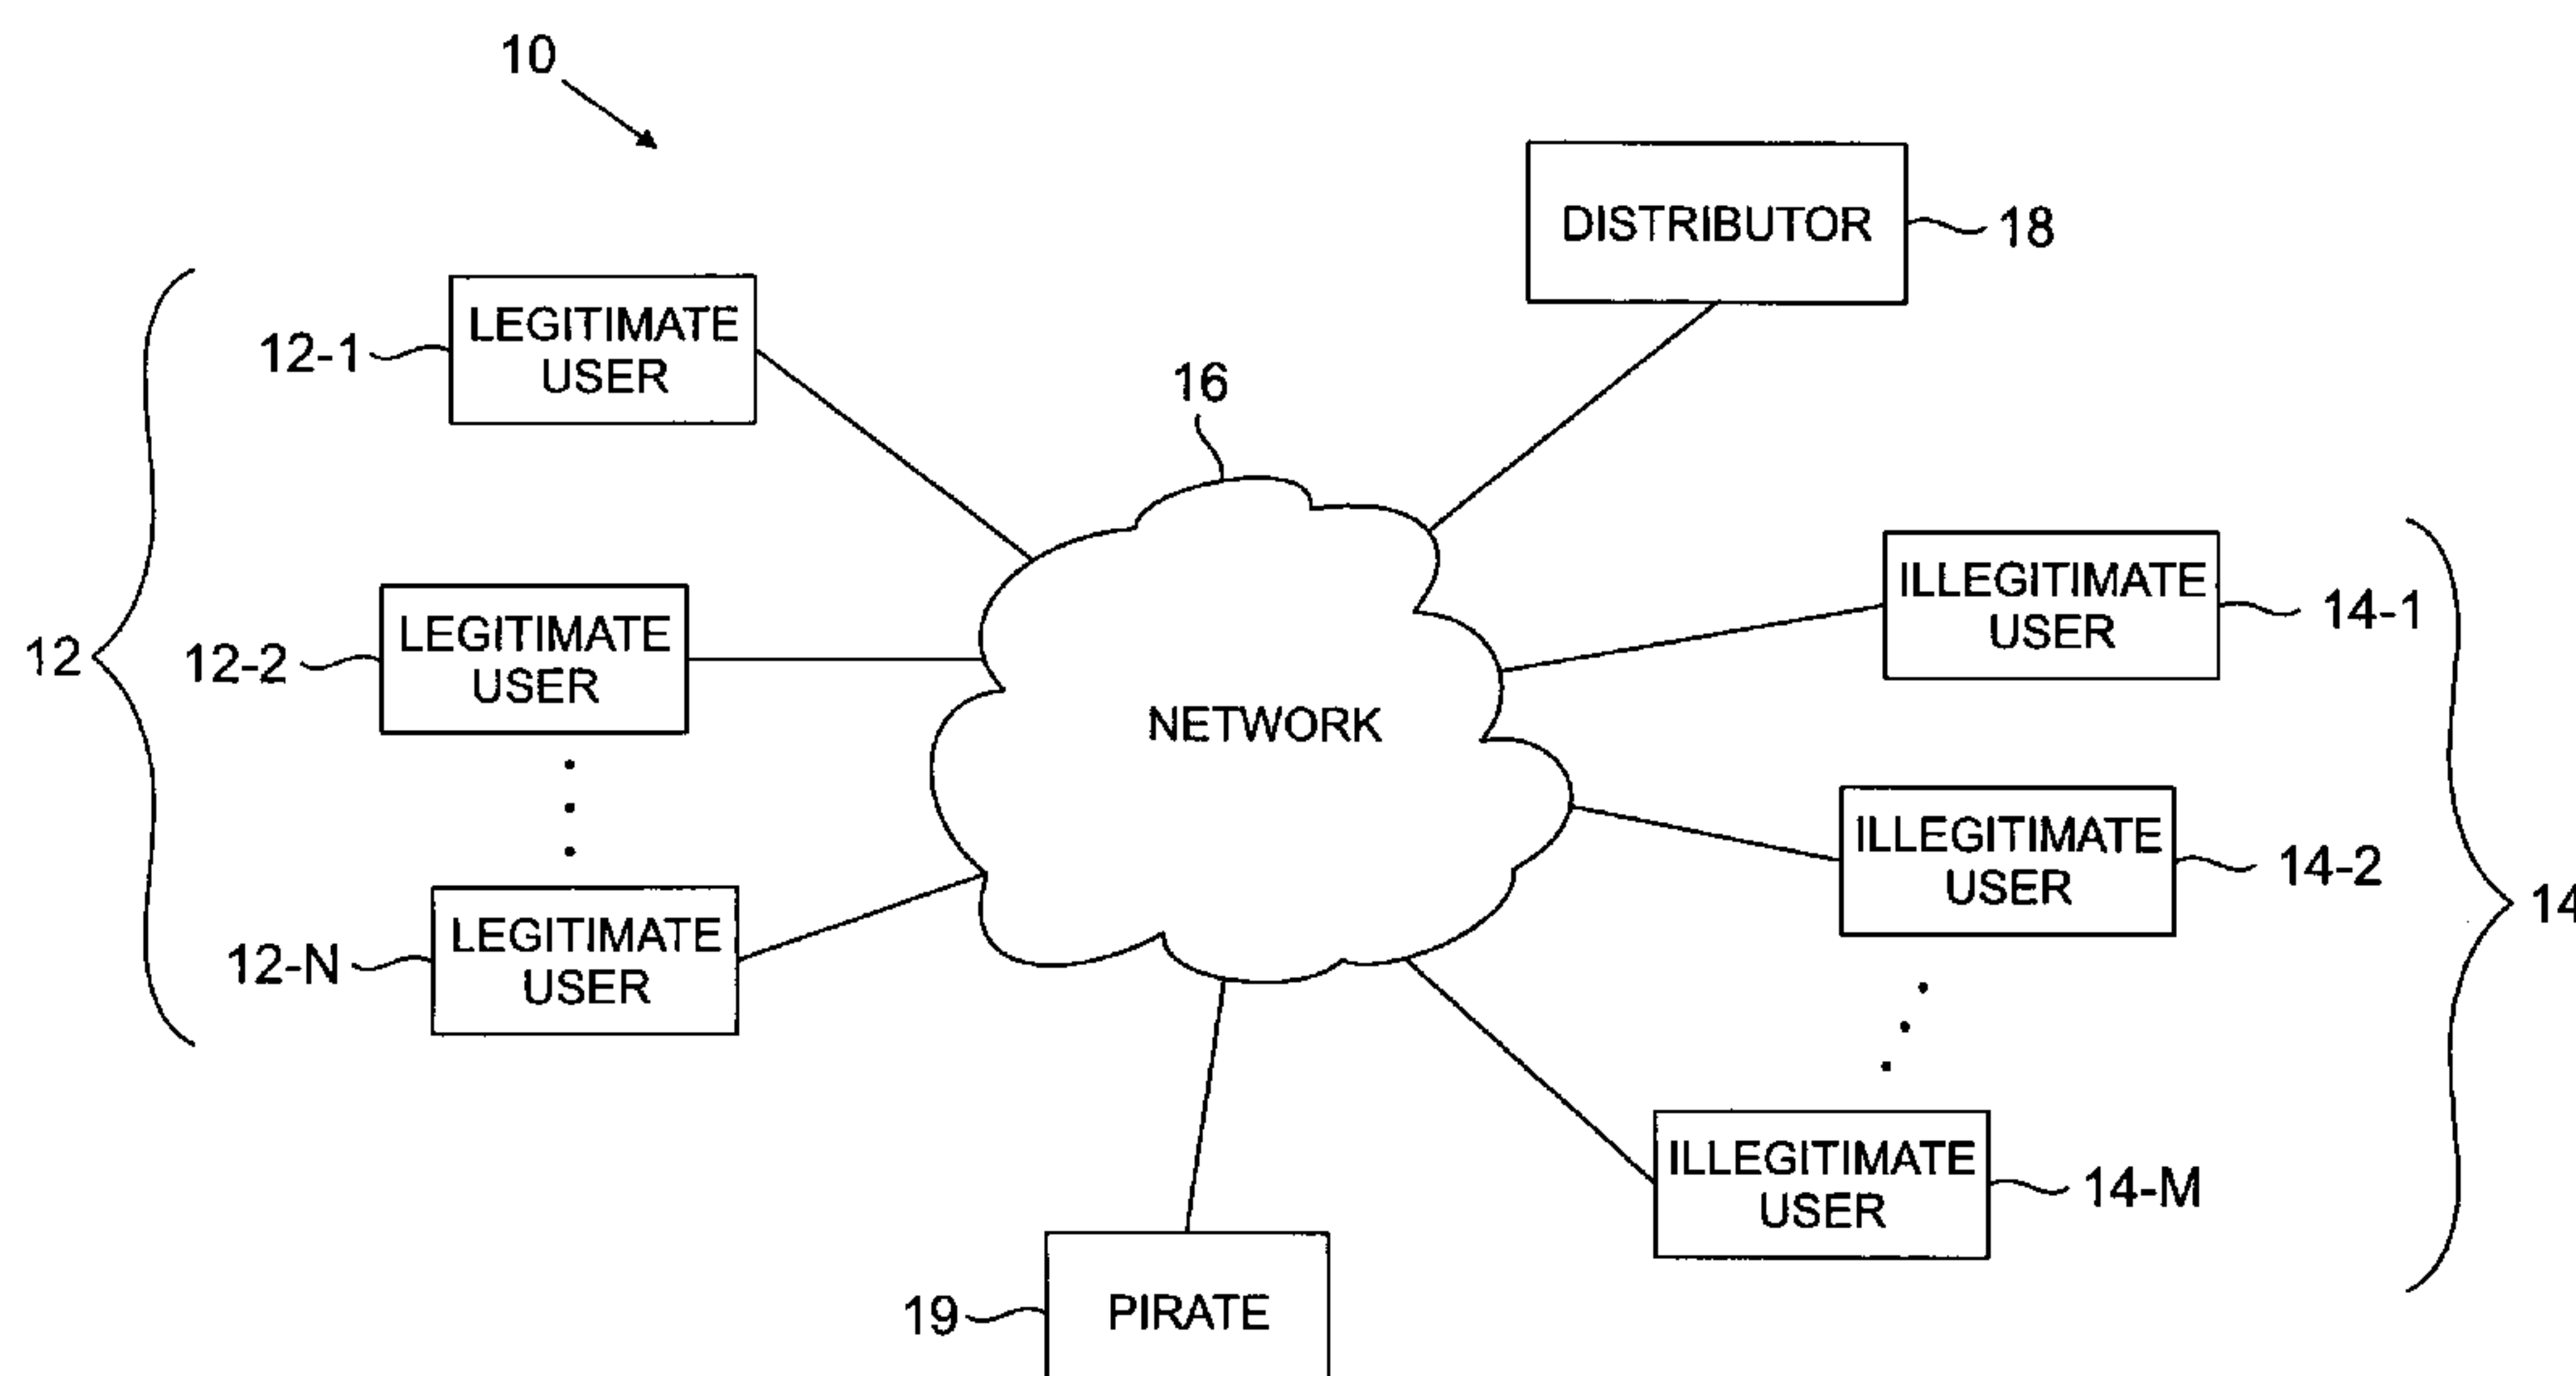 10
DISTRIBUTOR
18
LEGITIMATE
USER
12-1
16
12
LEGITIMATE
USER
12-2
NETWORK
ILLEGITIMATE
USER
14-1
ILLEGITIMATE
USER
14-2
14
LEGITIMATE
USER
12-N
ILLEGITIMATE
USER
14-M
19
PIRATE